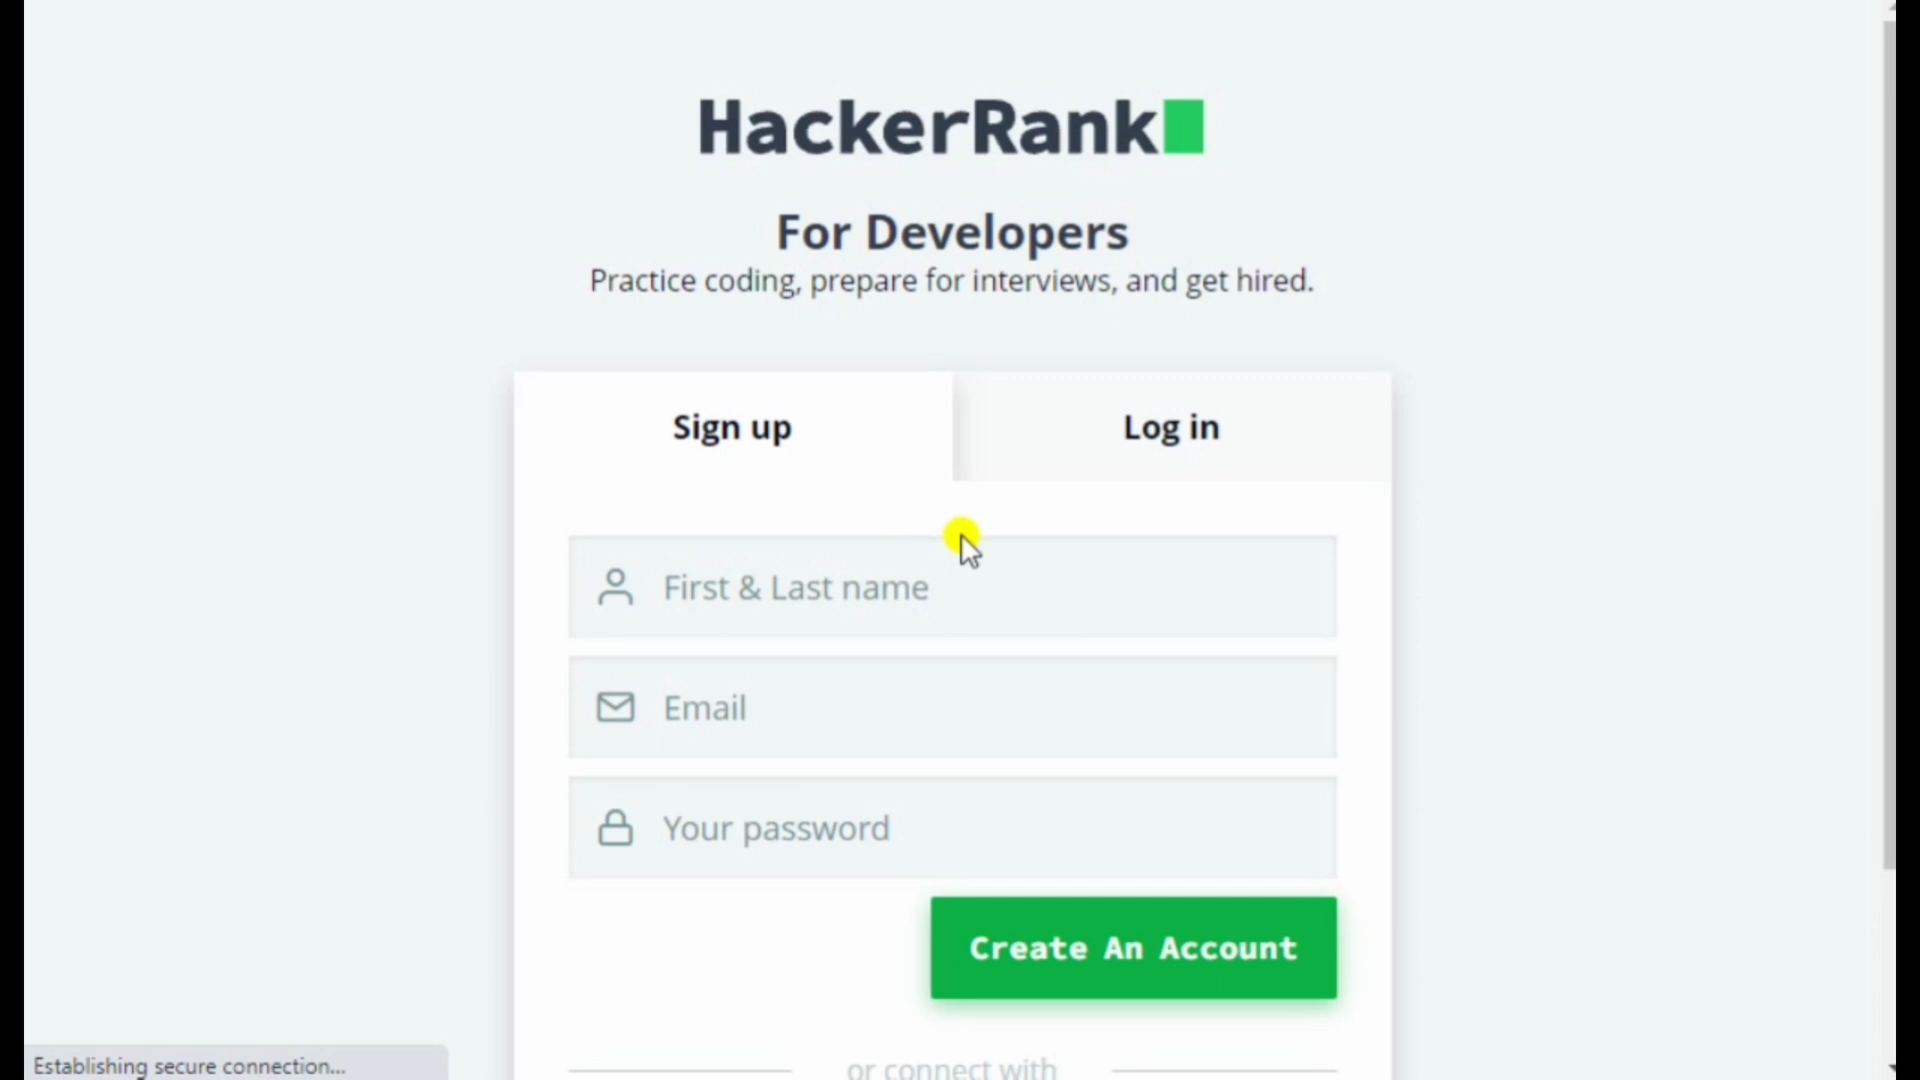 HackerRank
For Developers
Practice coding, prepare for interviews, and get hired.
Sign up
Log in
First & Last name
Email
Your password
Create An Account
or connect with
Establishing secure connection...